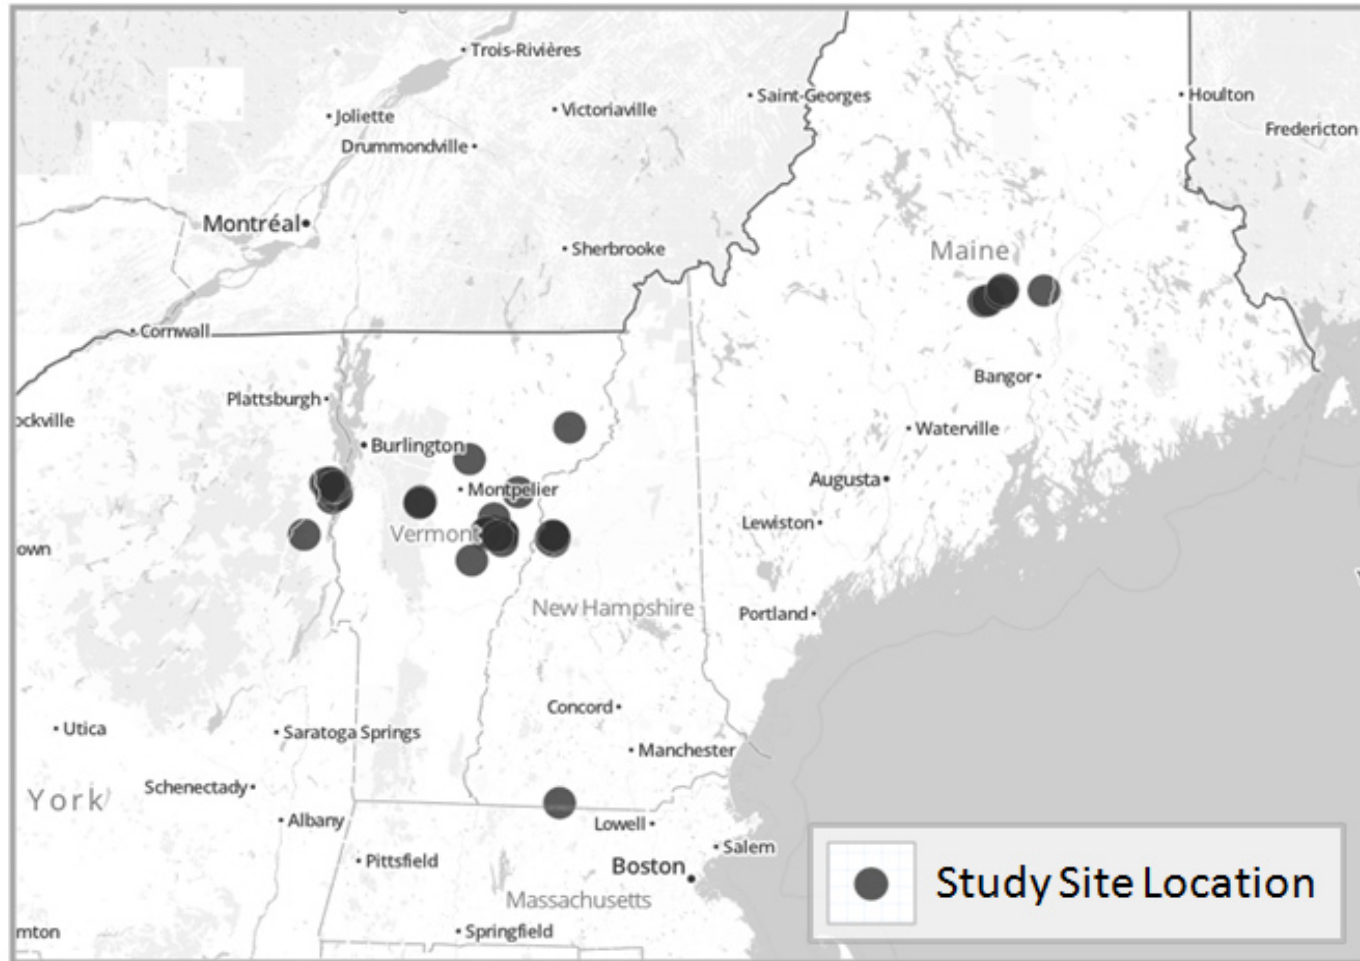 Trois-Rivières
Saint-Georges
Houlton
Victoriaville
Joliette
Fredericton
Drummondville
Montréal
Sherbrooke
Maine
Cornwall
Bangor
Plattsburgh
ockville
Waterville
Burlington
Augusta
Montpelier
Lewiston
Vermont
own
New Hampshire
Portland
Concord
Utica
Saratoga Springs
Manchester
Schenectady
York
Albany
Lowell
Salem
Pittsfield
Boston
Study Site Location
Massachusetts
mton
Springfield